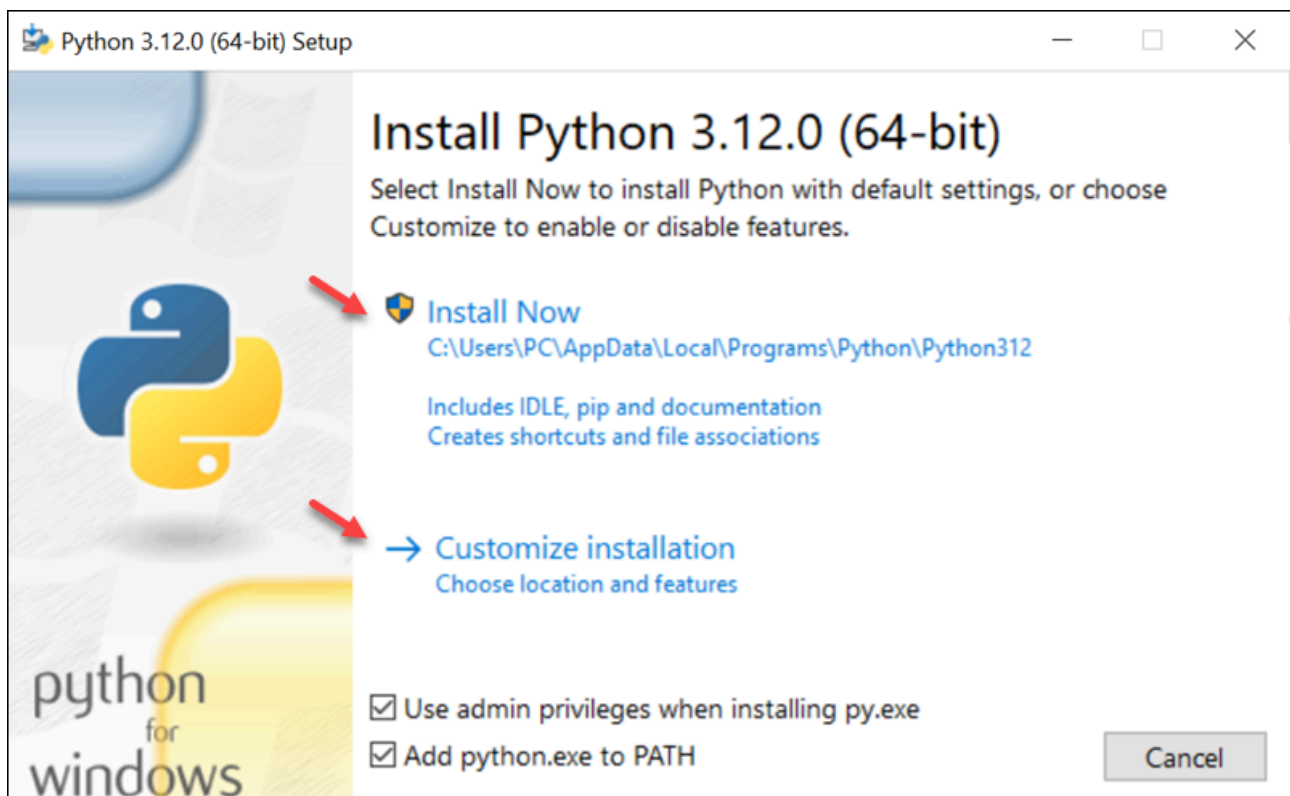 Python 3.12.0 (64-bit) Setup
Install Python 3.12.0 (64-bit)
Select Install Now to install Python with default settings, or choose
Customize to enable or disable features.
Install Now
C:\Users\PC\AppData\Local\Programs\Python\Python312
Includes IDLE, pip and documentation
Creates shortcuts and file associations
Customize installation
Choose location and features
python
for
windows
Use admin privileges when installing py.exe
Add python.exe to PATH
Cancel